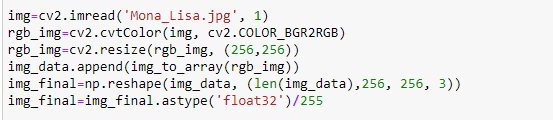 img=cv2.imread('Mona_Lisa.jpg', 1)
rgb_img=cv2.cvtColor(img, cv2.COLOR_BGR2RGB)
rgb_img=cv2.resize(rgb_img, (256,256))
img_data.append(img_to_array(rgb_img))
img_final=np.reshape(img_data, (len(img_data),256, 256, 3))
img_final=img_final.astype('float32')/255